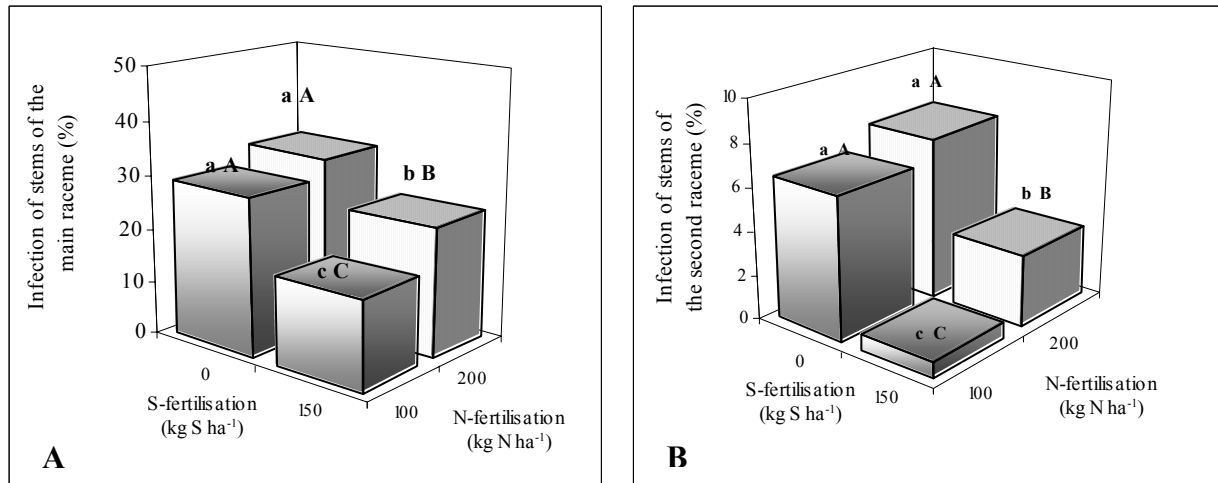 Infection of stems of the
main raceme (%)
50
40
30
20
10
0
a A
a A
b B
c C
0
150
S-fertilisation
(kg S ha⁻¹)
100
200
N-fertilisation
(kg N ha⁻¹)
A
Infection of stems of
the second raceme (%)
10
8
6
4
2
0
a A
a A
b B
c C
0
150
S-fertilisation
(kg S ha⁻¹)
100
200
N-fertilisation
(kg N ha⁻¹)
B